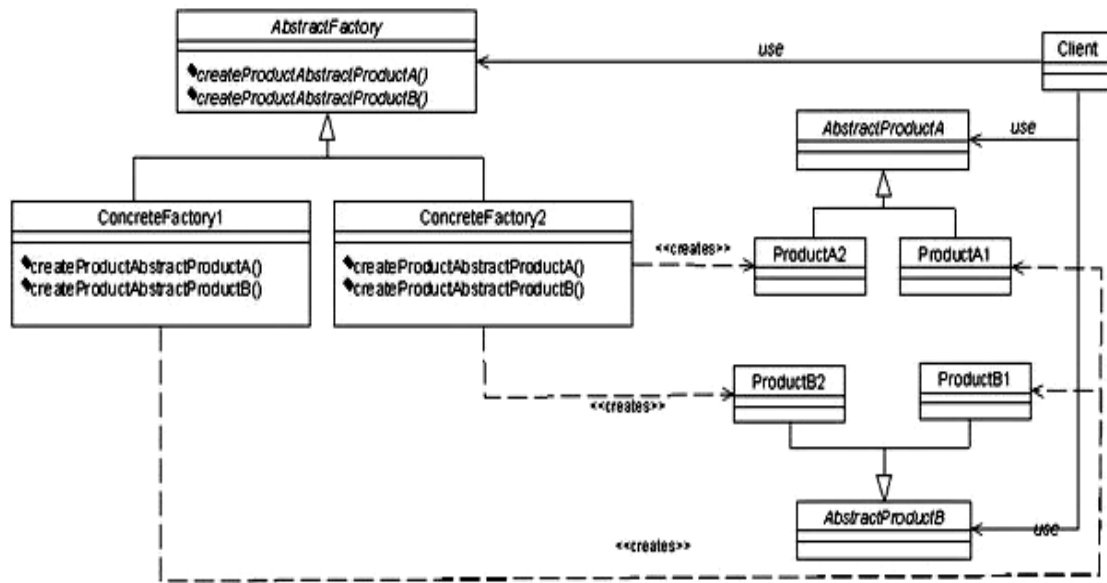 AbstractFactory
createProductAbstractProductA()
createProductAbstractProductB()
use
Client
AbstractProductA
use
ConcreteFactory1
createProductAbstractProductA()
createProductAbstractProductB()
ConcreteFactory2
createProductAbstractProductA()
createProductAbstractProductB()
<<creates>>
ProductA2
ProductA1
<<creates>>
ProductB2
ProductB1
AbstractProductB
use
<<creates>>